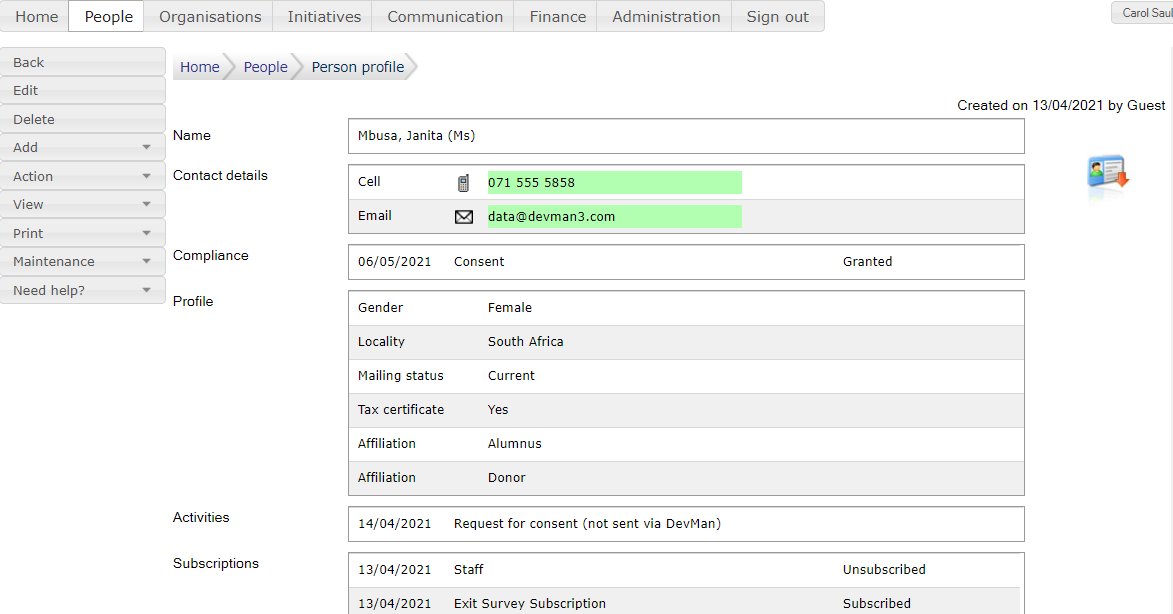 Home People Organisations Initiatives Communication Finance Administration Sign out
Carol Saul
Back
Edit
Delete
Add
Action
View
Print
Maintenance
Need help?
Home People Person profile
Created on 13/04/2021 by Guest
Name Mbusa, Janita (Ms)
Contact details Cell 071 555 5858
Email data@devman3.com
Compliance 06/05/2021 Consent Granted
Profile Gender Female
Locality South Africa
Mailing status Current
Tax certificate Yes
Affiliation Alumnus
Affiliation Donor
Activities 14/04/2021 Request for consent (not sent via DevMan)
Subscriptions 13/04/2021 Staff Unsubscribed
13/04/2021 Exit Survey Subscription Subscribed